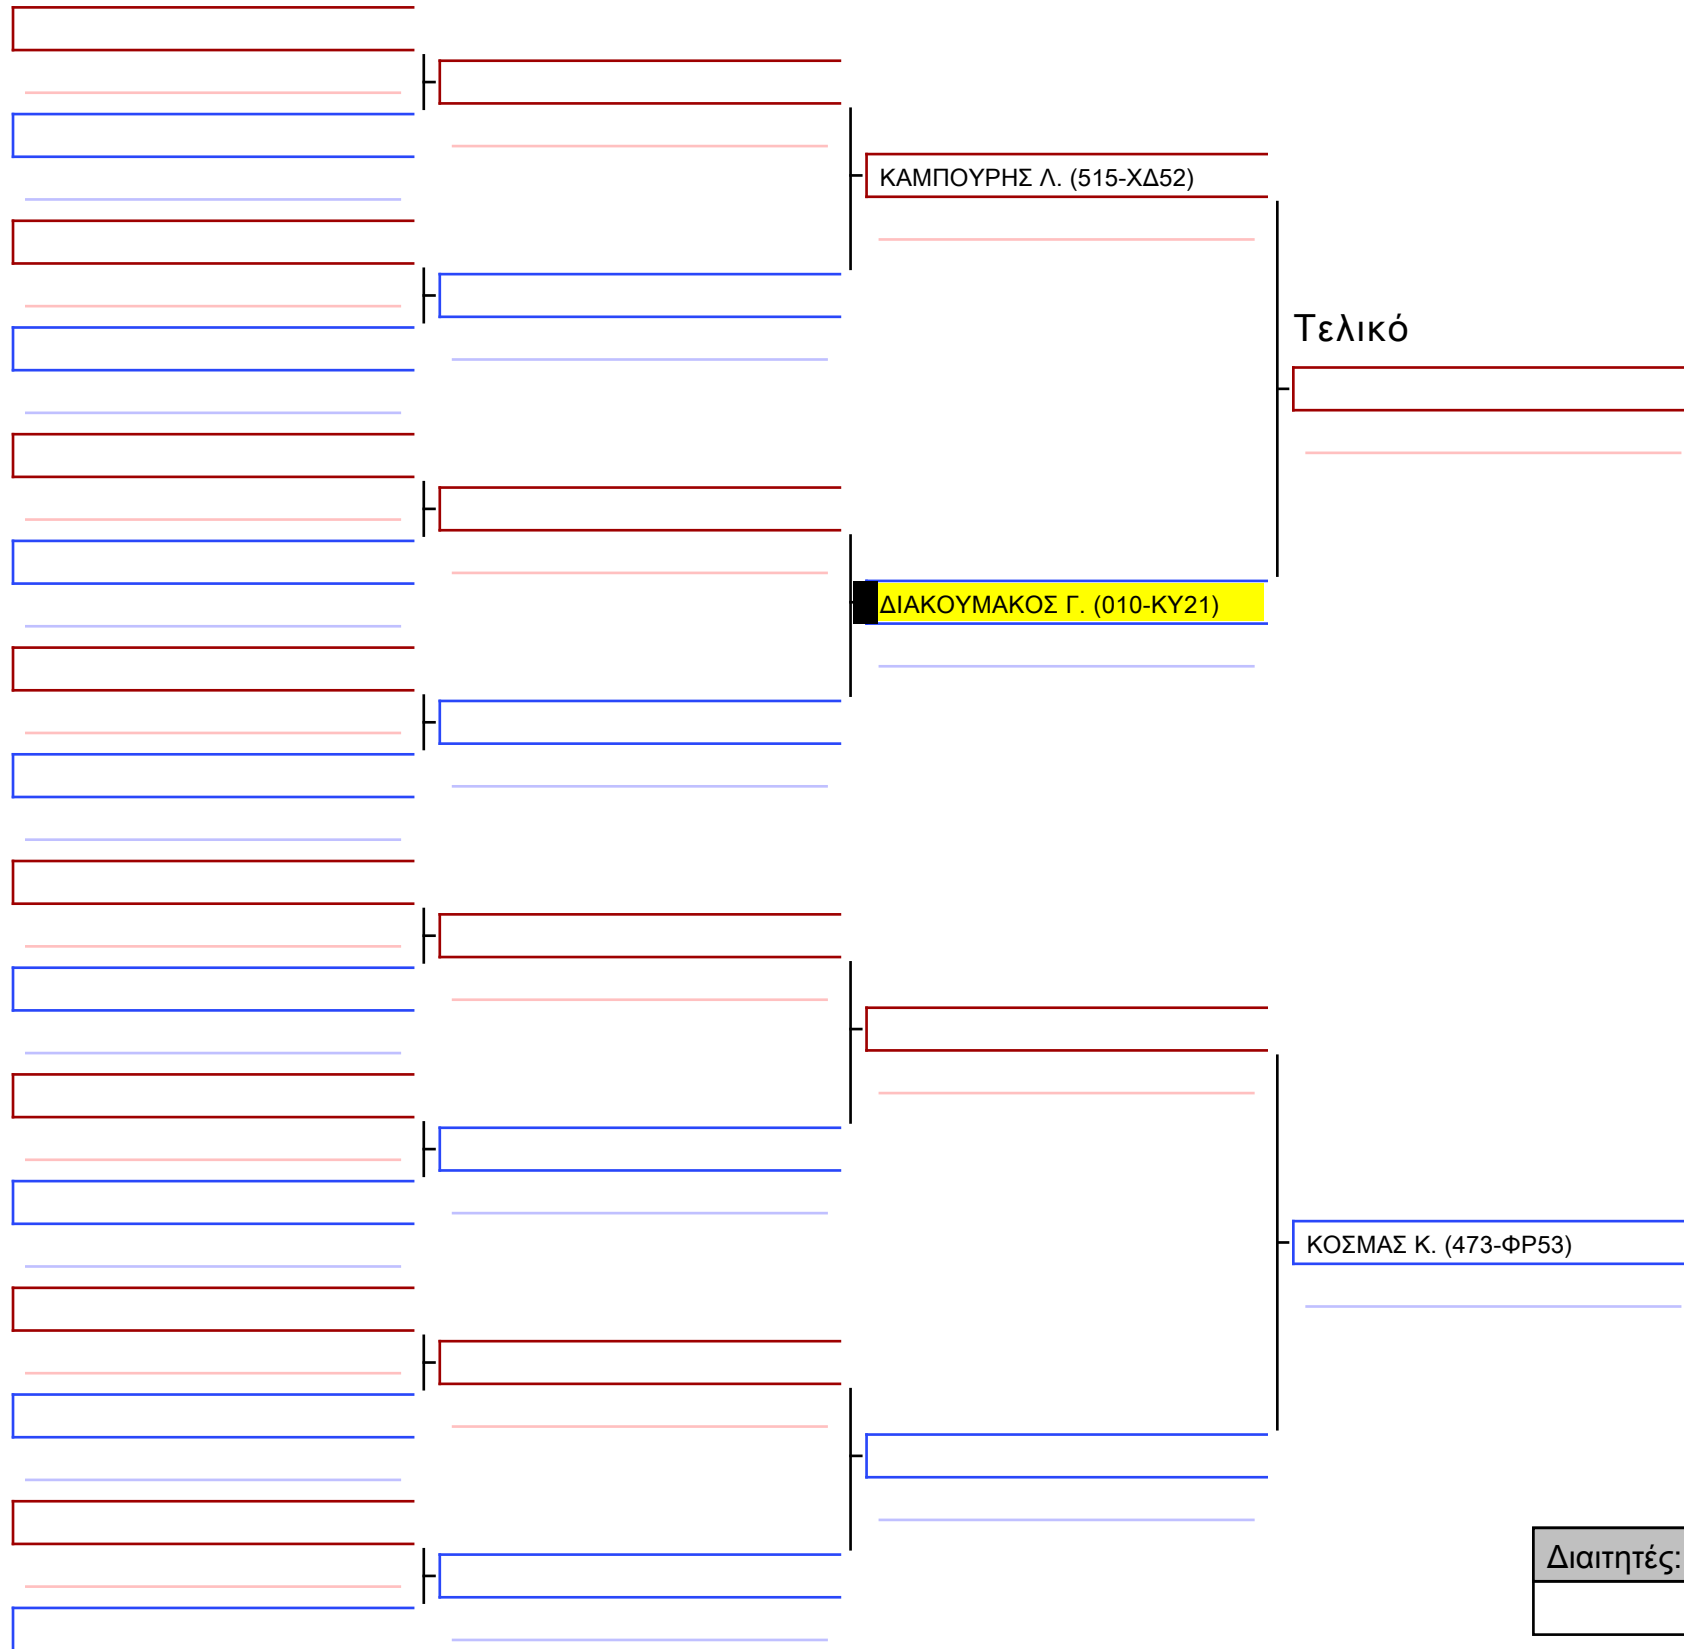 ΚΑΜΠΟΥΡΗΣ Λ. (515-ΧΔ52)
Τελικό
ΔΙΑΚΟΥΜΑΚΟΣ Γ. (010-ΚΥ21)
ΚΟΣΜΑΣ Κ. (473-ΦΡ53)
Διαιτητές: